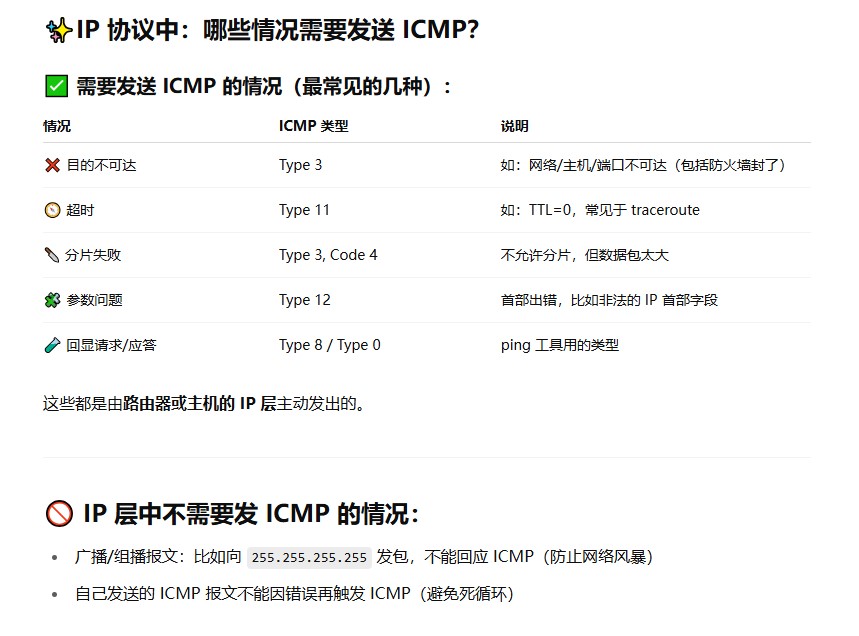 ✨IP 协议中：哪些情况需要发送 ICMP？
✅ 需要发送 ICMP 的情况（最常见的几种）：
情况 ICMP 类型 说明
❌ 目的不可达 Type 3 如：网络/主机/端口不可达（包括防火墙封了）
🧭 超时 Type 11 如：TTL=0，常见于 traceroute
🔪 分片失败 Type 3, Code 4 不允许分片，但数据包太大
🧩 参数问题 Type 12 首部出错，比如非法的 IP 首部字段
🧪 回显请求/应答 Type 8 / Type 0 ping 工具用的类型
这些都是由路由器或主机的 IP 层主动发出的。
🚫 IP 层中不需要发 ICMP 的情况：
• 广播/组播报文：比如向 255.255.255.255 发包，不能回应 ICMP（防止网络风暴）
• 自己发送的 ICMP 报文不能因错误再触发 ICMP（避免死循环）